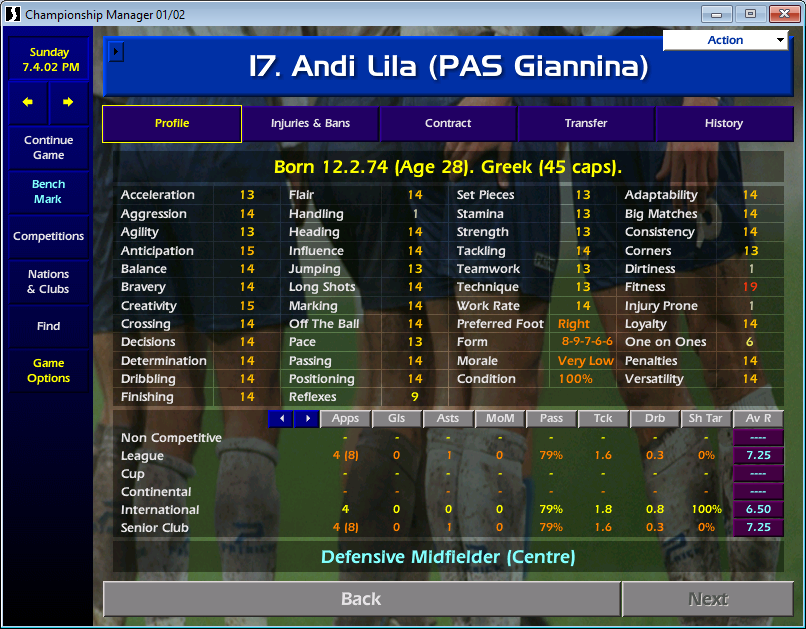 Championship Manager 01/02
Sunday
7.4.02 PM
Continue
Game
Bench
Mark
Competitions
Nations
& Clubs
Find
Game
Options
Action
17. Andi Lila (PAS Giannina)
Profile Injuries & Bans Contract Transfer History
Born 12.2.74 (Age 28). Greek (45 caps).
Acceleration 13 Flair 14 Set Pieces 13 Adaptability 14
Aggression 14 Handling 1 Stamina 13 Big Matches 14
Agility 13 Heading 14 Strength 13 Consistency 14
Anticipation 15 Influence 14 Tackling 14 Corners 13
Balance 14 Jumping 13 Teamwork 13 Dirtiness 1
Bravery 14 Long Shots 14 Technique 13 Fitness 19
Creativity 15 Marking 14 Work Rate 14 Injury Prone 1
Crossing 14 Off The Ball 14 Preferred Foot Right Loyalty 14
Decisions 14 Pace 13 Form 8-9-7-6-6 One on Ones 6
Determination 14 Passing 14 Morale Very Low Penalties 14
Dribbling 14 Positioning 14 Condition 100% Versatility 14
Finishing 14 Reflexes 9
Apps Gls Asts MoM Pass Tck Drb Sh Tar Av R
Non Competitive - - - - - - - - ----
League 4 (8) 0 1 0 79% 1.6 0.3 0% 7.25
Cup - - - - - - - - ----
Continental - - - - - - - - ----
International 4 0 0 0 79% 1.8 0.8 100% 6.50
Senior Club 4 (8) 0 1 0 79% 1.6 0.3 0% 7.25
Defensive Midfielder (Centre)
Back Next